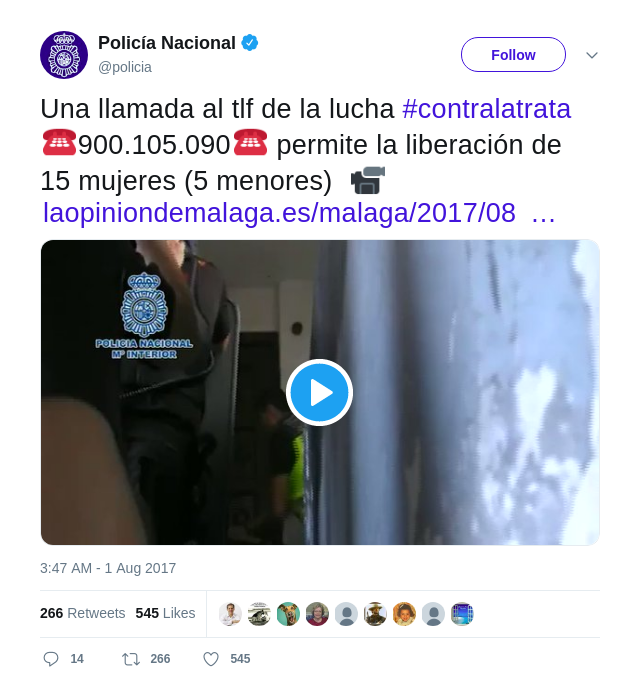 Policía Nacional
@policia
Follow
Una llamada al tlf de la lucha #contralatrata
☎900.105.090☎ permite la liberación de
15 mujeres (5 menores)
laopiniondemalaga.es/malaga/2017/08 …
POLICIA NACIONAL
Mº INTERIOR
3:47 AM - 1 Aug 2017
266 Retweets 545 Likes
14 266 545